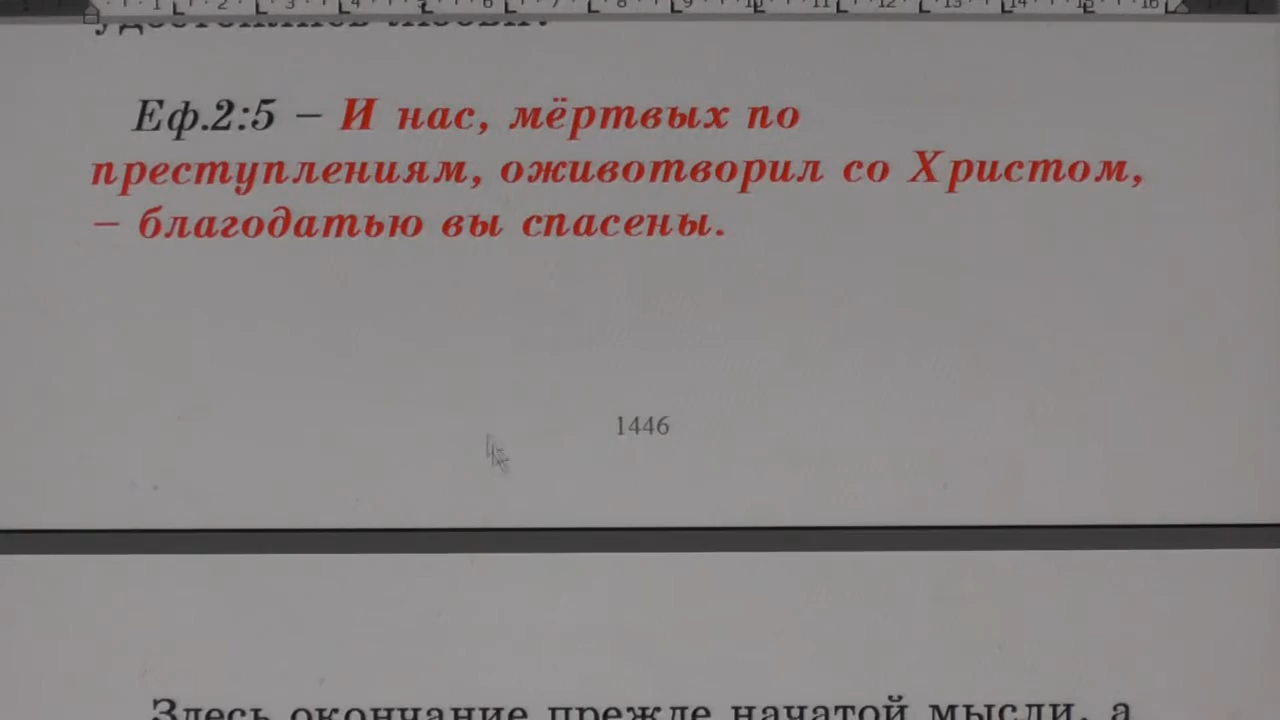 Еф.2:5 – И нас, мёртвых по
преступлениям, оживотворил со Христом,
– благодатью вы спасены.
1446
Здесь окончание прежде начатой мысли, а